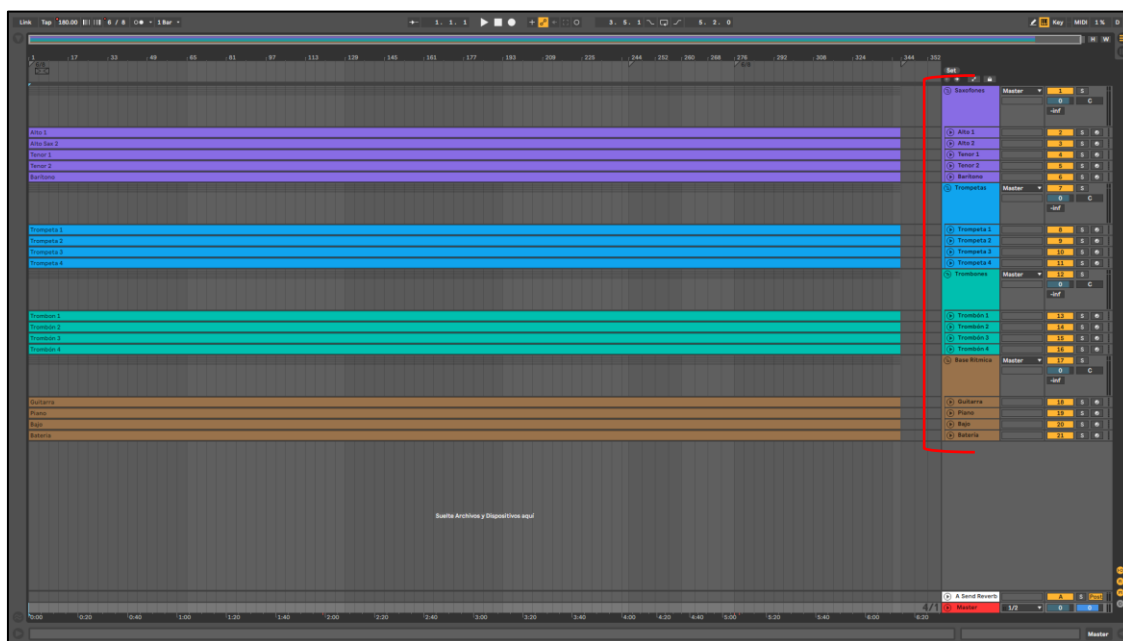 Link Tap 180.00 6 / 8 1 Bar 1. 1. 1 3. 5. 1 5. 2. 0 Key MIDI 1 % D
H W
1 17 33 49 65 81 97 113 129 145 161 177 193 209 225 244 252 260 268 276 292 308 324 344 352
6/8 6/8
Set
Saxofones Master 1 S
0 C
-inf
Alto 1 Alto 1 2 S
Alto Sax 2 Alto 2 3 S
Tenor 1 Tenor 1 4 S
Tenor 2 Tenor 2 5 S
Barítono Barítono 6 S
Trompetas Master 7 S
0 C
-inf
Trompeta 1 Trompeta 1 8 S
Trompeta 2 Trompeta 2 9 S
Trompeta 3 Trompeta 3 10 S
Trompeta 4 Trompeta 4 11 S
Trombones Master 12 S
0 C
-inf
Trombón 1 Trombón 1 13 S
Trombón 2 Trombón 2 14 S
Trombón 3 Trombón 3 15 S
Trombón 4 Trombón 4 16 S
Base Rítmica Master 17 S
0 C
-inf
Guitarra Guitarra 18 S
Piano Piano 19 S
Bajo Bajo 20 S
Batería Batería 21 S
Suelta Archivos y Dispositivos aquí
A Send Reverb A S Post
4/1 Master 1/2 0
0:00 0:20 0:40 1:00 1:20 1:40 2:00 2:20 2:40 3:00 3:20 3:40 4:00 4:20 4:40 5:00 5:20 5:40 6:00 6:20
Master